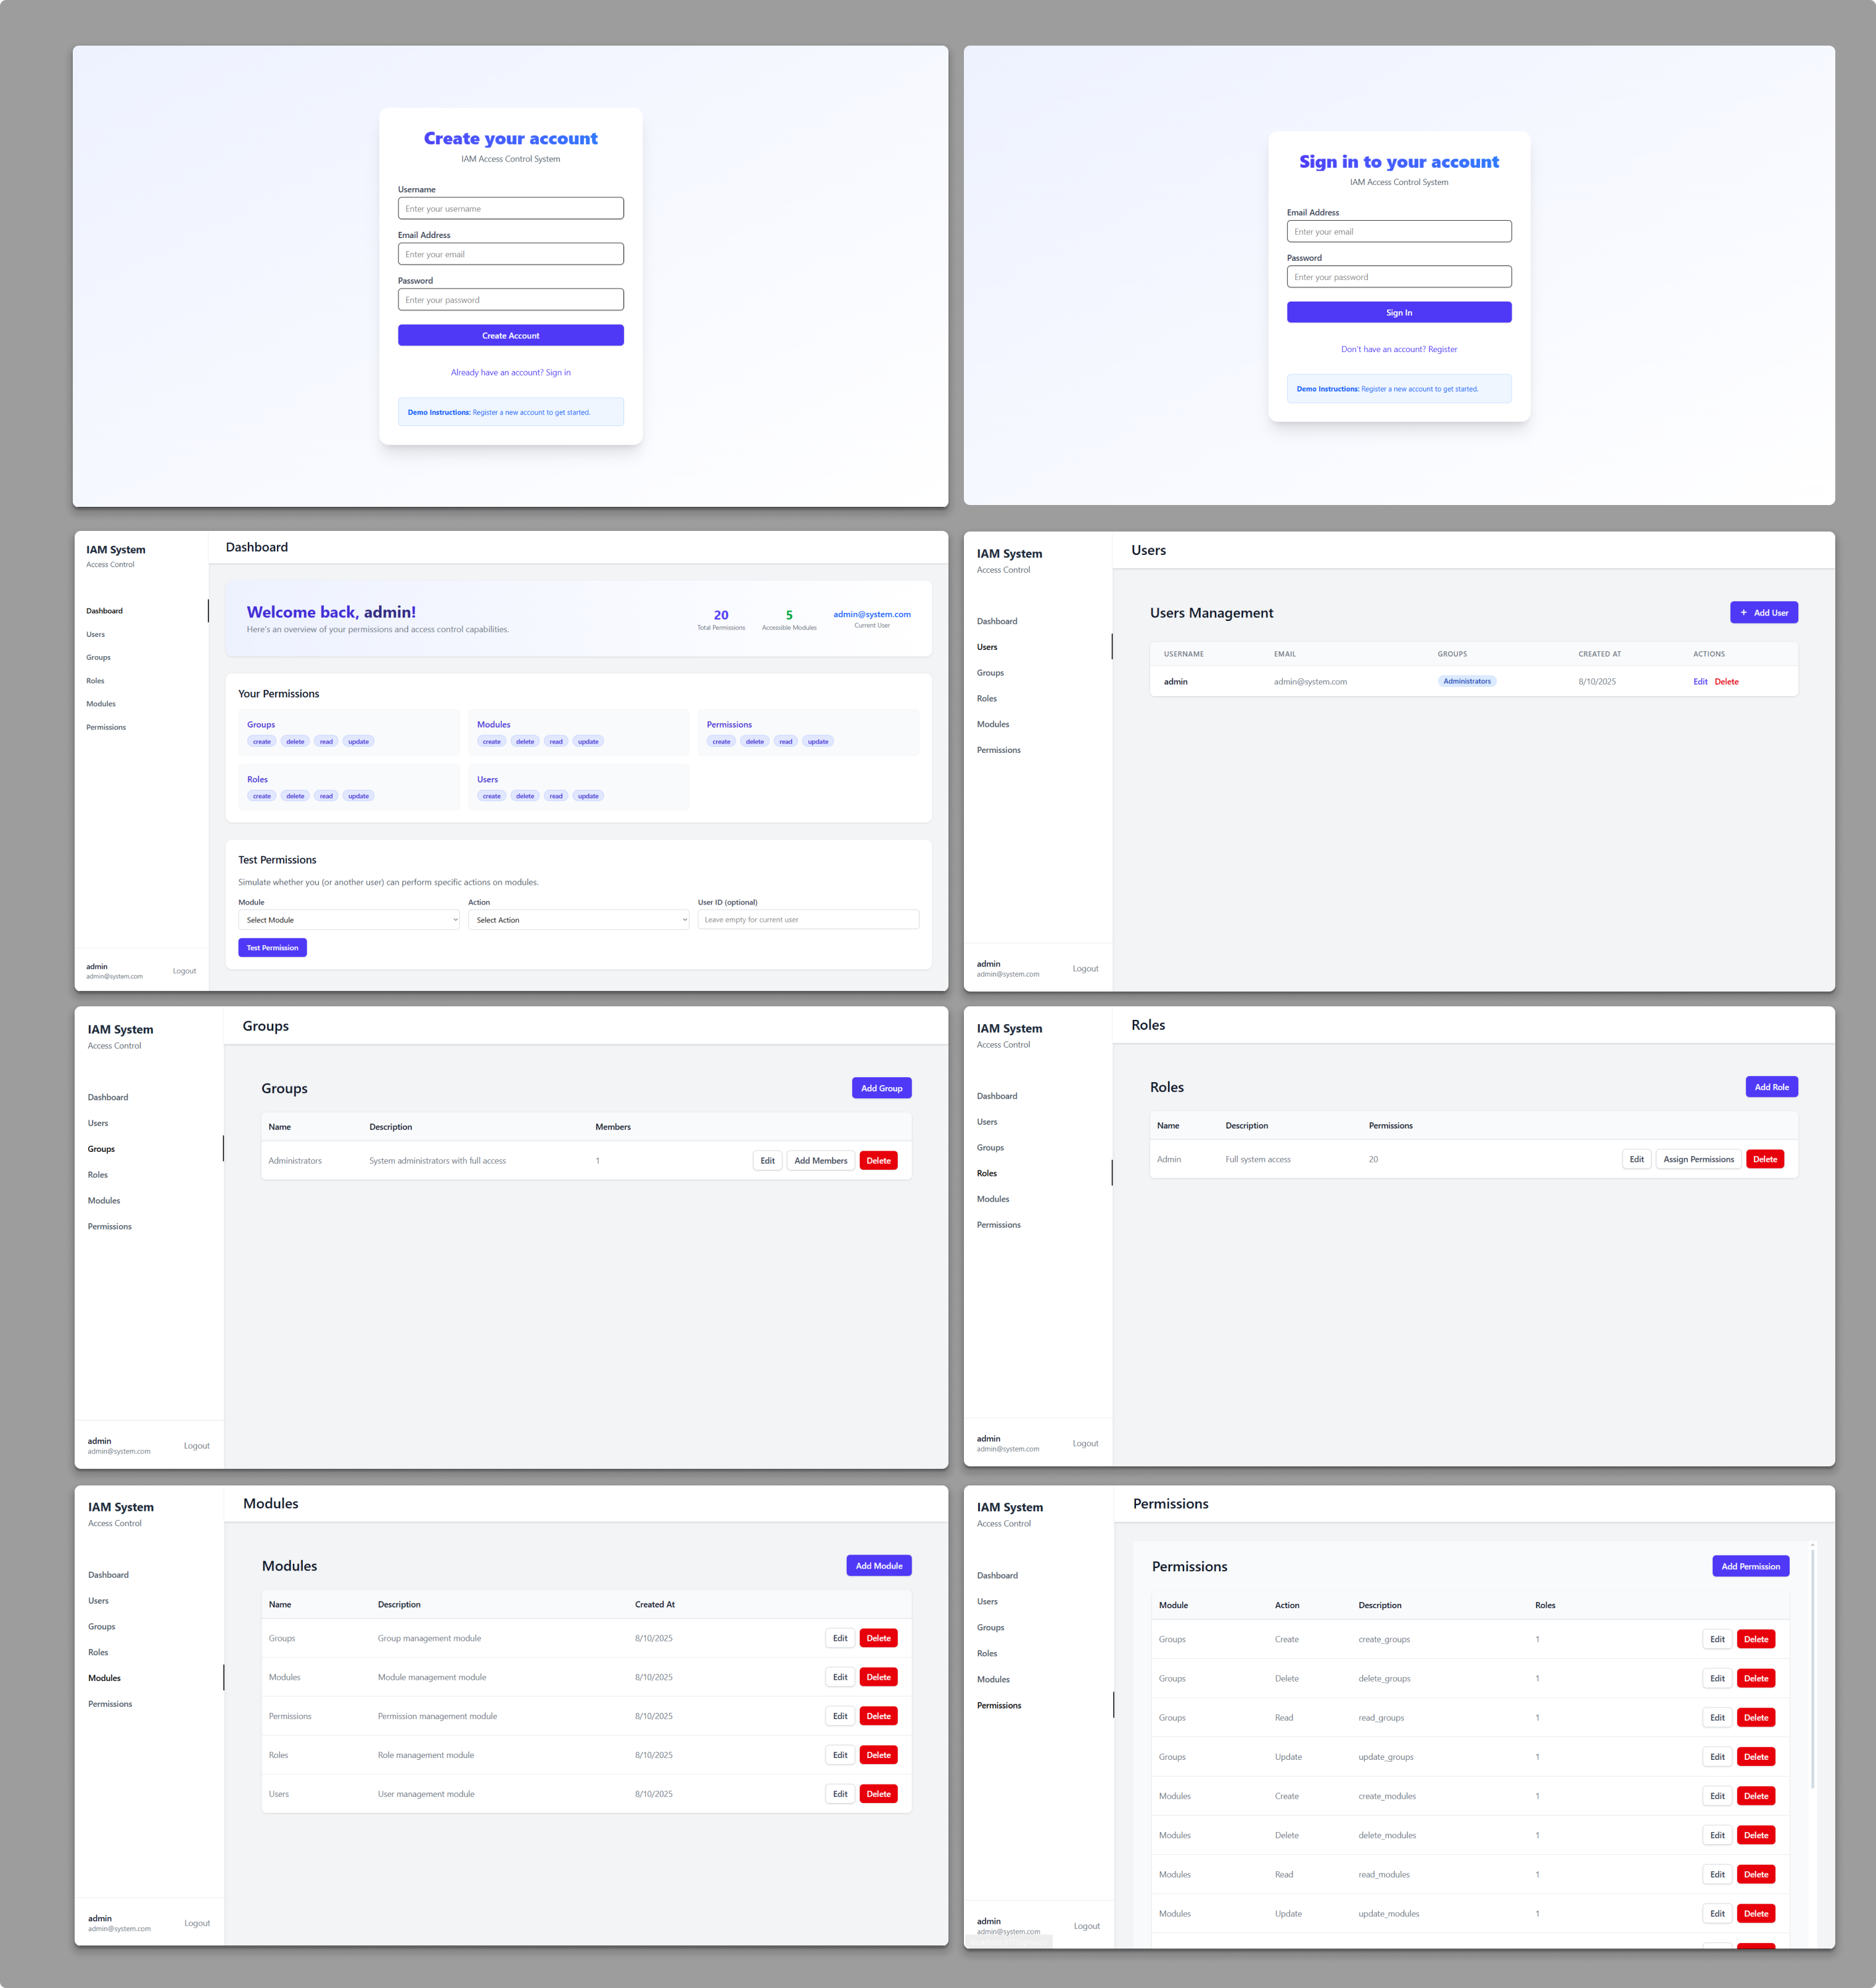 Create your account
IAM Access Control System
Username
Enter your username
Email Address
Enter your email
Password
Enter your password
Create Account
Already have an account? Sign in
Demo Instructions: Register a new account to get started.
Sign in to your account
IAM Access Control System
Email Address
Enter your email
Password
Enter your password
Sign In
Don't have an account? Register
Demo Instructions: Register a new account to get started.
IAM System
Access Control
Dashboard
Users
Groups
Roles
Modules
Permissions
admin
admin@system.com
Logout
Dashboard
Welcome back, admin!
Here's an overview of your permissions and access control capabilities.
20
Total Permissions
5
Accessible Modules
admin@system.com
Current User
Your Permissions
Groups
create delete read update
Modules
create delete read update
Permissions
create delete read update
Roles
create delete read update
Users
create delete read update
Test Permissions
Simulate whether you (or another user) can perform specific actions on modules.
Module
Select Module
Action
Select Action
User ID (optional)
Leave empty for current user
Test Permission
IAM System
Access Control
Dashboard
Users
Groups
Roles
Modules
Permissions
admin
admin@system.com
Logout
Users
Users Management
+ Add User
USERNAME EMAIL GROUPS CREATED AT ACTIONS
admin admin@system.com Administrators 8/10/2025 Edit Delete
IAM System
Access Control
Dashboard
Users
Groups
Roles
Modules
Permissions
admin
admin@system.com
Logout
Groups
Groups
Add Group
Name Description Members
Administrators System administrators with full access 1 Edit Add Members Delete
IAM System
Access Control
Dashboard
Users
Groups
Roles
Modules
Permissions
admin
admin@system.com
Logout
Roles
Roles
Add Role
Name Description Permissions
Admin Full system access 20 Edit Assign Permissions Delete
IAM System
Access Control
Dashboard
Users
Groups
Roles
Modules
Permissions
admin
admin@system.com
Logout
Modules
Modules
Add Module
Name Description Created At
Groups Group management module 8/10/2025 Edit Delete
Modules Module management module 8/10/2025 Edit Delete
Permissions Permission management module 8/10/2025 Edit Delete
Roles Role management module 8/10/2025 Edit Delete
Users User management module 8/10/2025 Edit Delete
IAM System
Access Control
Dashboard
Users
Groups
Roles
Modules
Permissions
admin
admin@system.com
Logout
Permissions
Permissions
Add Permission
Module Action Description Roles
Groups Create create_groups 1 Edit Delete
Groups Delete delete_groups 1 Edit Delete
Groups Read read_groups 1 Edit Delete
Groups Update update_groups 1 Edit Delete
Modules Create create_modules 1 Edit Delete
Modules Delete delete_modules 1 Edit Delete
Modules Read read_modules 1 Edit Delete
Modules Update update_modules 1 Edit Delete